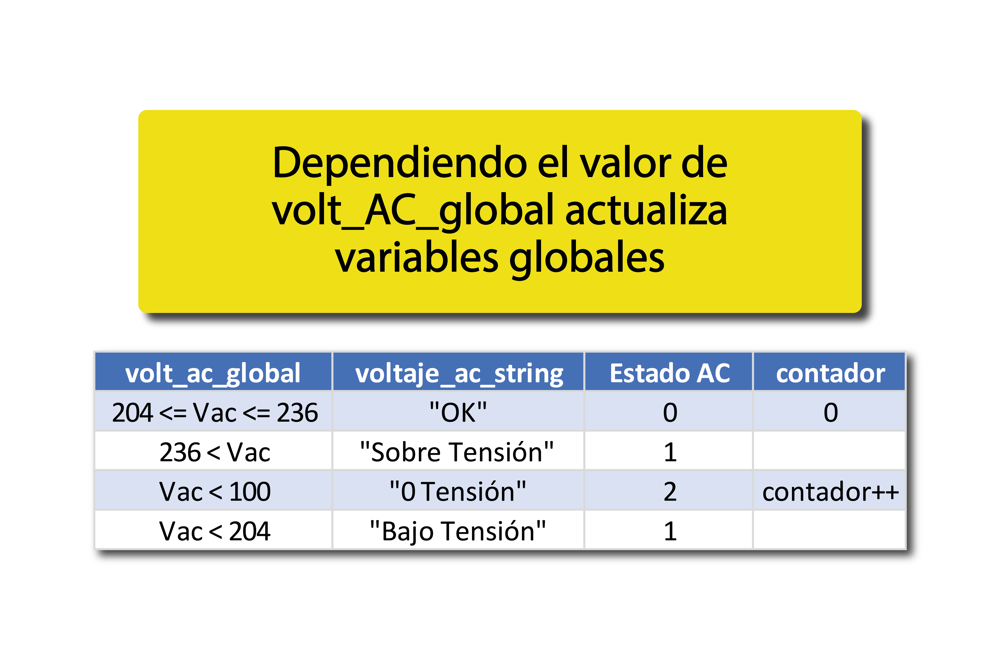 Dependiendo el valor de
volt_AC_global actualiza
variables globales
volt_ac_global voltaje_ac_string Estado AC contador
204 <= Vac <= 236 "OK" 0 0
236 < Vac "Sobre Tensión" 1
Vac < 100 "0 Tensión" 2 contador++
Vac < 204 "Bajo Tensión" 1